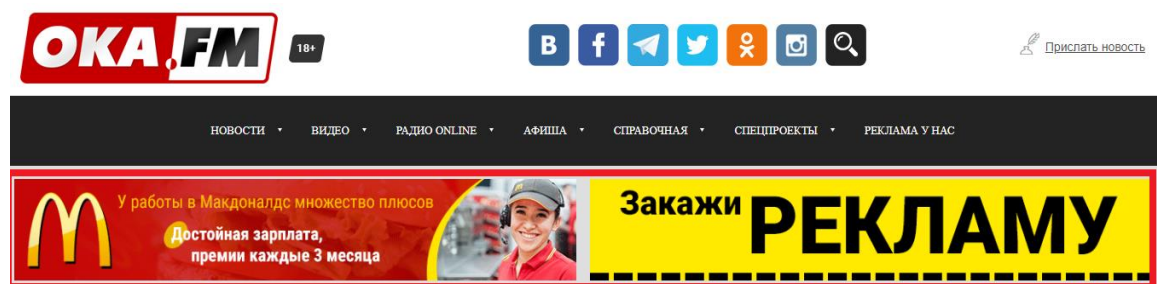 ОКА.FM
18+
Прислать новость
НОВОСТИ
ВИДЕО
РАДИО ONLINE
АФИША
СПРАВОЧНАЯ
СПЕЦПРОЕКТЫ
РЕКЛАМА У НАС
У работы в Макдоналдс множество плюсов
Достойная зарплата,
премии каждые 3 месяца
Закажи
РЕКЛАМУ